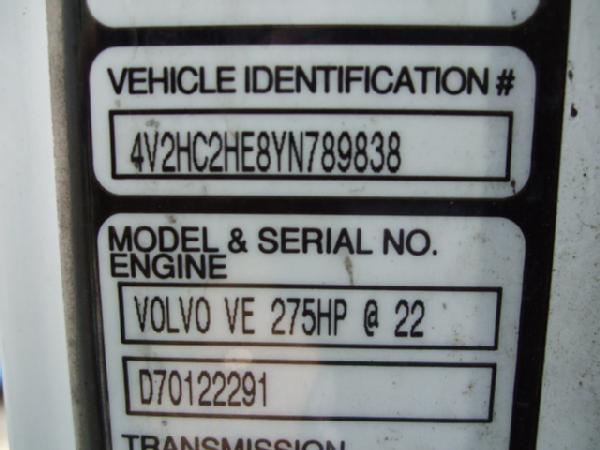 VEHICLE IDENTIFICATION #
4V2HC2HE8YN789838
MODEL & SERIAL NO.
ENGINE
VOLVO VE 275HP @ 22
D70122291
TRANSMISSION